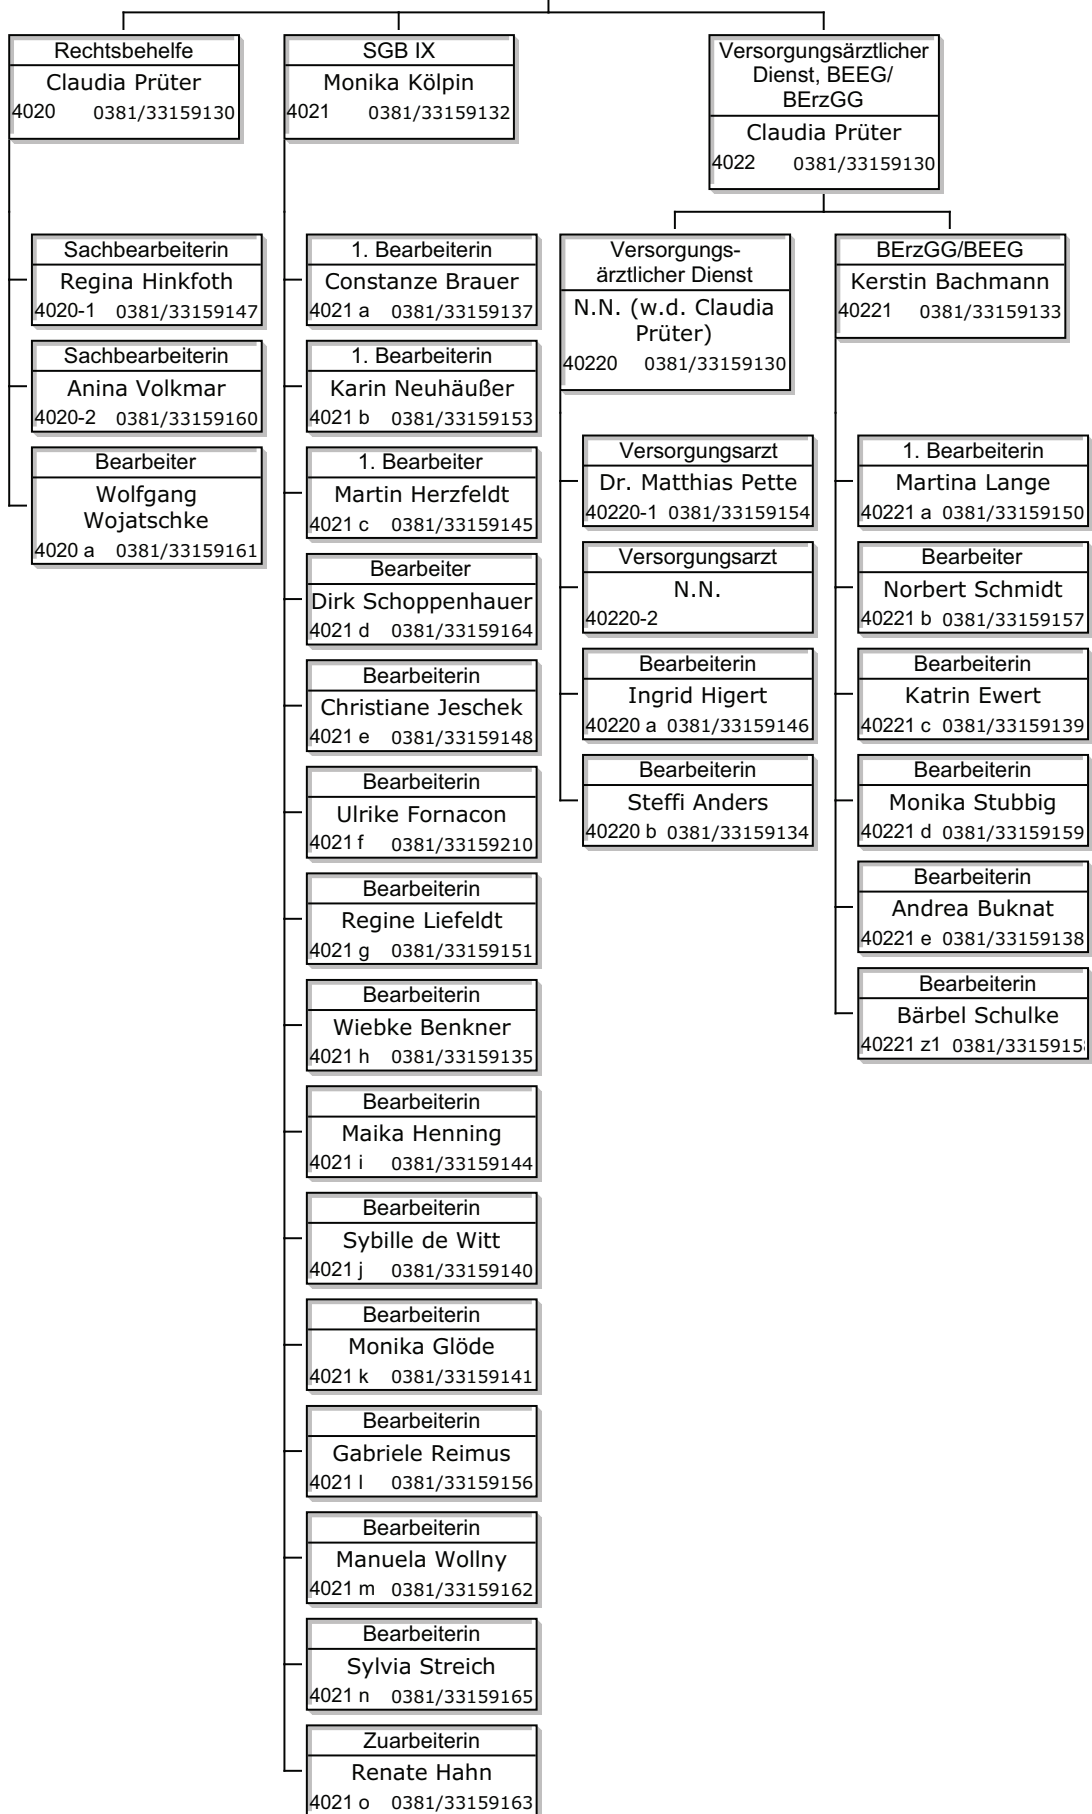 Rechtsbehelfe
Claudia Prüter
4020 0381/33159130
Sachbearbeiterin
Regina Hinkfoth
4020-1 0381/33159147
Sachbearbeiterin
Anina Volkmar
4020-2 0381/33159160
Bearbeiter
Wolfgang
Wojatschke
4020 a 0381/33159161
SGB IX
Monika Kölpin
4021 0381/33159132
1. Bearbeiterin
Constanze Brauer
4021 a 0381/33159137
1. Bearbeiterin
Karin Neuhäußer
4021 b 0381/33159153
1. Bearbeiter
Martin Herzfeldt
4021 c 0381/33159145
Bearbeiter
Dirk Schoppenhauer
4021 d 0381/33159164
Bearbeiterin
Christiane Jeschek
4021 e 0381/33159148
Bearbeiterin
Ulrike Fornacon
4021 f 0381/33159210
Bearbeiterin
Regine Liefeldt
4021 g 0381/33159151
Bearbeiterin
Wiebke Benkner
4021 h 0381/33159135
Bearbeiterin
Maika Henning
4021 i 0381/33159144
Bearbeiterin
Sybille de Witt
4021 j 0381/33159140
Bearbeiterin
Monika Glöde
4021 k 0381/33159141
Bearbeiterin
Gabriele Reimus
4021 l 0381/33159156
Bearbeiterin
Manuela Wollny
4021 m 0381/33159162
Bearbeiterin
Sylvia Streich
4021 n 0381/33159165
Zuarbeiterin
Renate Hahn
4021 o 0381/33159163
Versorgungsärztlicher
Dienst, BEEG/
BErzGG
Claudia Prüter
4022 0381/33159130
Versorgungs-
ärztlicher Dienst
N.N. (w.d. Claudia
Prüter)
40220 0381/33159130
Versorgungsarzt
Dr. Matthias Pette
40220-1 0381/33159154
Versorgungsarzt
N.N.
40220-2
Bearbeiterin
Ingrid Higert
40220 a 0381/33159146
Bearbeiterin
Steffi Anders
40220 b 0381/33159134
BErzGG/BEEG
Kerstin Bachmann
40221 0381/33159133
1. Bearbeiterin
Martina Lange
40221 a 0381/33159150
Bearbeiter
Norbert Schmidt
40221 b 0381/33159157
Bearbeiterin
Katrin Ewert
40221 c 0381/33159139
Bearbeiterin
Monika Stubbig
40221 d 0381/33159159
Bearbeiterin
Andrea Buknat
40221 e 0381/33159138
Bearbeiterin
Bärbel Schulke
40221 z1